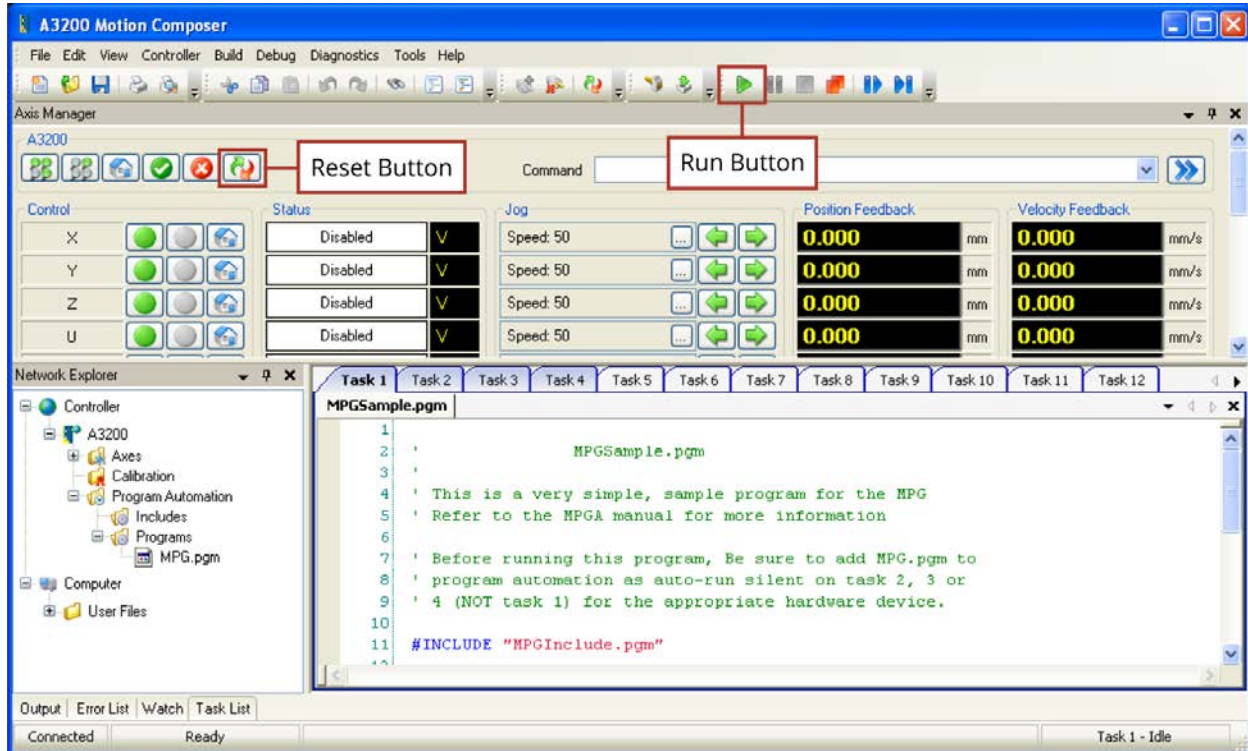 A3200 Motion Composer
File Edit View Controller Build Debug Diagnostics Tools Help
Axis Manager
A3200
Reset Button
Command
Run Button
Control Status Jog Position Feedback Velocity Feedback
X Disabled V Speed: 50 ... 0.000 mm 0.000 mm/s
Y Disabled V Speed: 50 ... 0.000 mm 0.000 mm/s
Z Disabled V Speed: 50 ... 0.000 mm 0.000 mm/s
U Disabled V Speed: 50 ... 0.000 mm 0.000 mm/s
Network Explorer
Controller
A3200
Axes
Calibration
Program Automation
Includes
Programs
MPG.pgm
Computer
User Files
Task 1 Task 2 Task 3 Task 4 Task 5 Task 6 Task 7 Task 8 Task 9 Task 10 Task 11 Task 12
MPGSample.pgm
1
2 ' MPGSample.pgm
3 '
4 ' This is a very simple, sample program for the MPG
5 ' Refer to the MPGA manual for more information
6
7 ' Before running this program, Be sure to add MPG.pgm to
8 ' program automation as auto-run silent on task 2, 3 or
9 ' 4 (NOT task 1) for the appropriate hardware device.
10
11 #INCLUDE "MPGInclude.pgm"
Output Error List Watch Task List
Connected Ready Task 1 - Idle